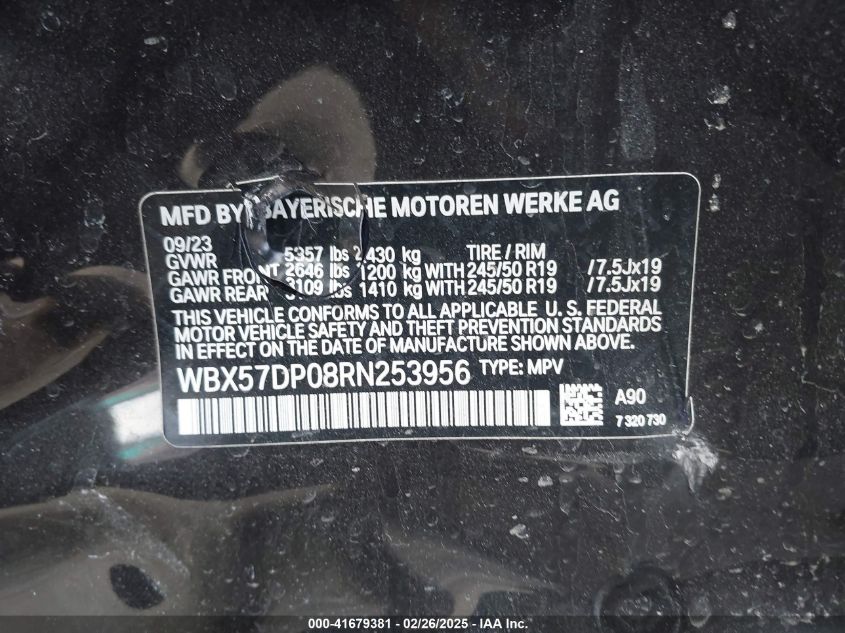 MFD BY BAYERISCHE MOTOREN WERKE AG
09/23
GVWR 5357 lbs 2430 kg TIRE / RIM
GAWR FRONT 2646 lbs 1200 kg WITH 245/50 R19 /7.5Jx19
GAWR REAR 3109 lbs 1410 kg WITH 245/50 R19 /7.5Jx19
THIS VEHICLE CONFORMS TO ALL APPLICABLE U. S. FEDERAL
MOTOR VEHICLE SAFETY AND THEFT PREVENTION STANDARDS
IN EFFECT ON THE DATE OF MANUFACTURE SHOWN ABOVE.
WBX57DP08RN253956 TYPE: MPV
A90
7 320 730
000-41679381 - 02/26/2025 - IAA Inc.